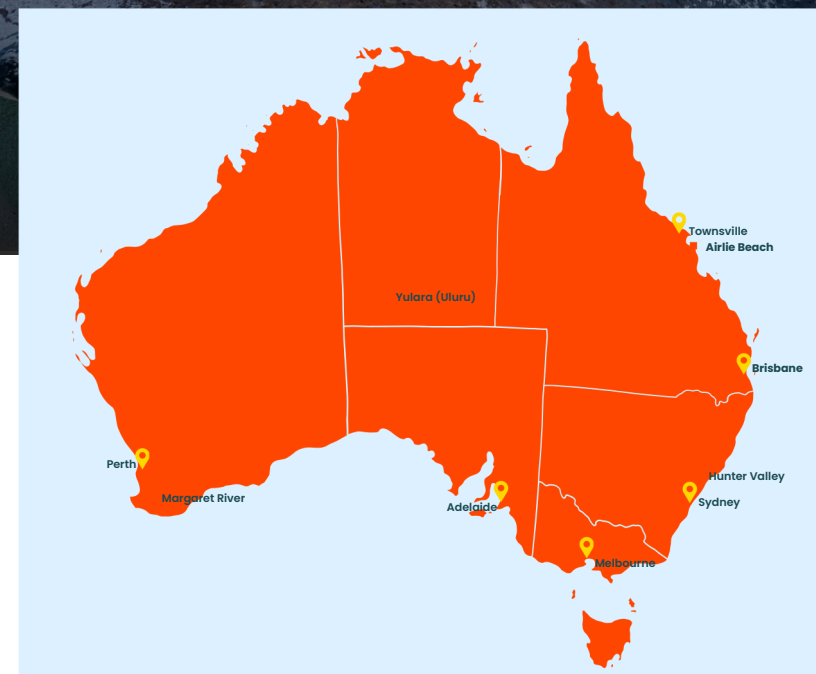 Townsville
Airlie Beach
Yulara (Uluru)
Brisbane
Perth
Hunter Valley
Margaret River
Sydney
Adelaide
Melbourne